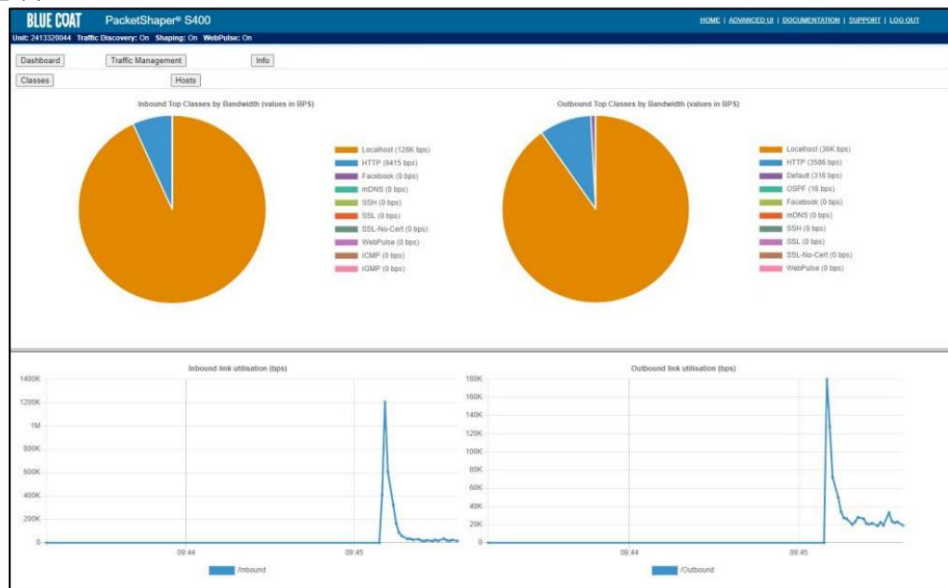 BLUE COAT PacketShaper® S400 HOME | ADVANCED UI | DOCUMENTATION | SUPPORT | LOG OUT
Unit: 2413320044 Traffic Discovery: On Shaping: On WebPulse: On
Dashboard Traffic Management Info
Classes Hosts
Inbound Top Classes by Bandwidth (values in BPS)
Localhost (128K bps)
HTTP (9415 bps)
Facebook (0 bps)
mDNS (0 bps)
SSH (0 bps)
SSL (0 bps)
SSL-No-Cert (0 bps)
WebPulse (0 bps)
ICMP (0 bps)
IGMP (0 bps)
Outbound Top Classes by Bandwidth (values in BPS)
Localhost (36K bps)
HTTP (3586 bps)
Default (316 bps)
OSPF (18 bps)
Facebook (0 bps)
mDNS (0 bps)
SSH (0 bps)
SSL (0 bps)
SSL-No-Cert (0 bps)
WebPulse (0 bps)
Inbound link utilisation (bps)
1400K
1200K
1M
800K
600K
400K
200K
0
09:44 09:45
/Inbound
Outbound link utilisation (bps)
180K
160K
140K
120K
100K
80K
60K
40K
20K
0
09:44 09:45
/Outbound